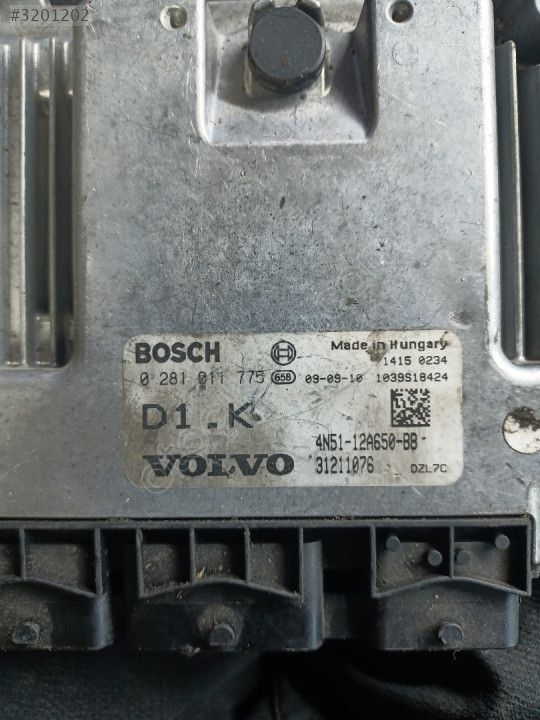 #3201202
BOSCH
Made in Hungary
1415 0234
0 281 011 775 658 09-09-10 1039S18424
D1.K
4N51-12A650-BB
VOLVO 31211076 DZL7C